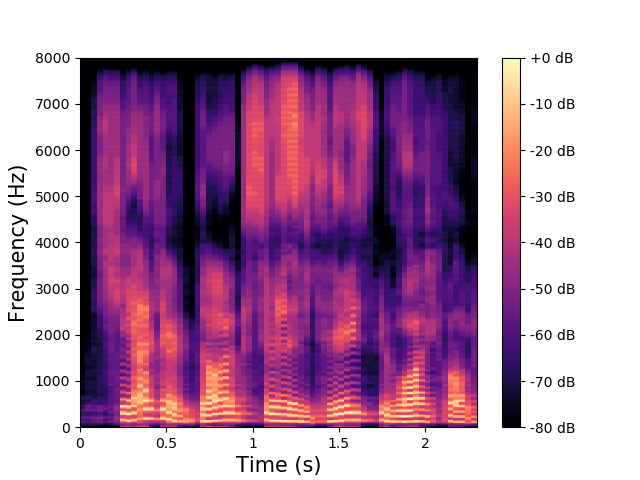 8000
7000
6000
5000
4000
3000
2000
1000
0
Frequency (Hz)
0 0.5 1 1.5 2
Time (s)
+0 dB
-10 dB
-20 dB
-30 dB
-40 dB
-50 dB
-60 dB
-70 dB
-80 dB